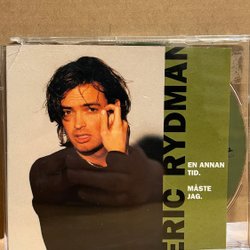 ERIC RYDMAN
EN ANNAN
TID.
MÅSTE
JAG.